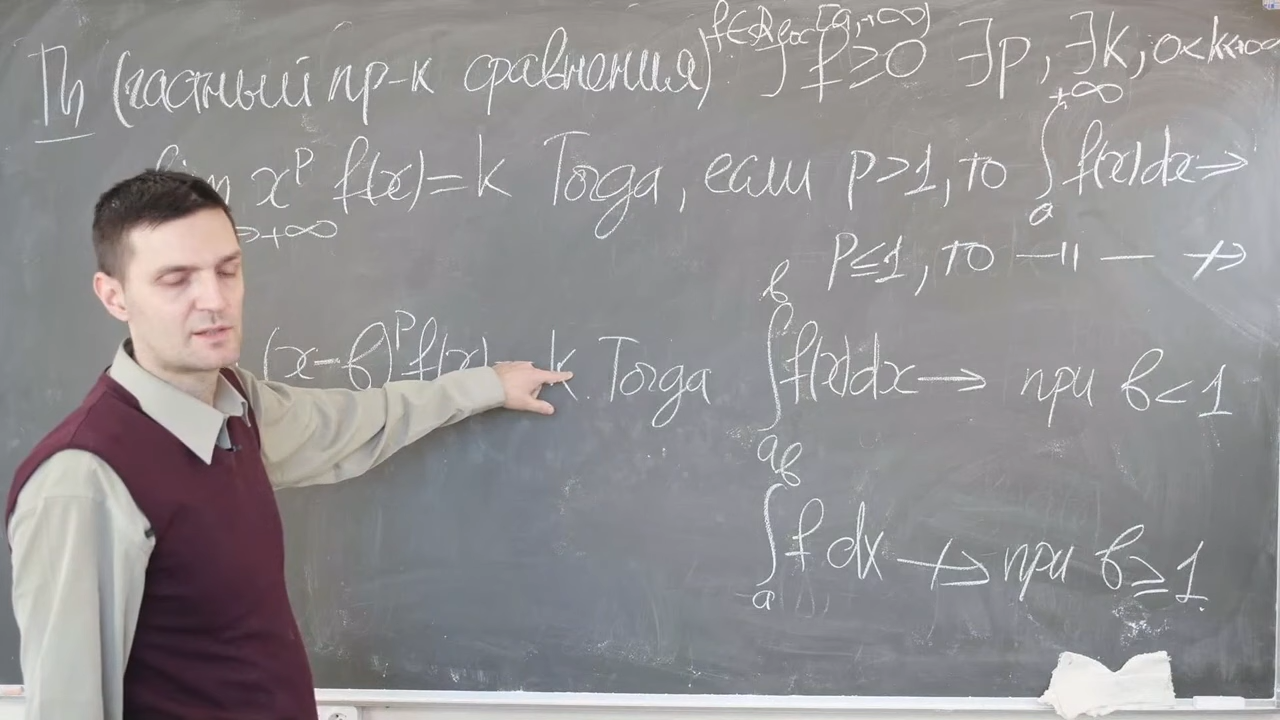 Пr (частный пр-к сравнения) f∈R_loc[a,+∞) f≥0 ∃p, ∃k, 0<k<+∞
lim x^p f(x)=k Тогда, если p>1, то ∫_a^{+∞} f(x)dx→
→+∞
p≤1, то —||— ↛
(x-b)^p f(x) = k. Тогда ∫_a^b f(x)dx→ при b<1
∫_a^b f dx ↛ при b≥1.